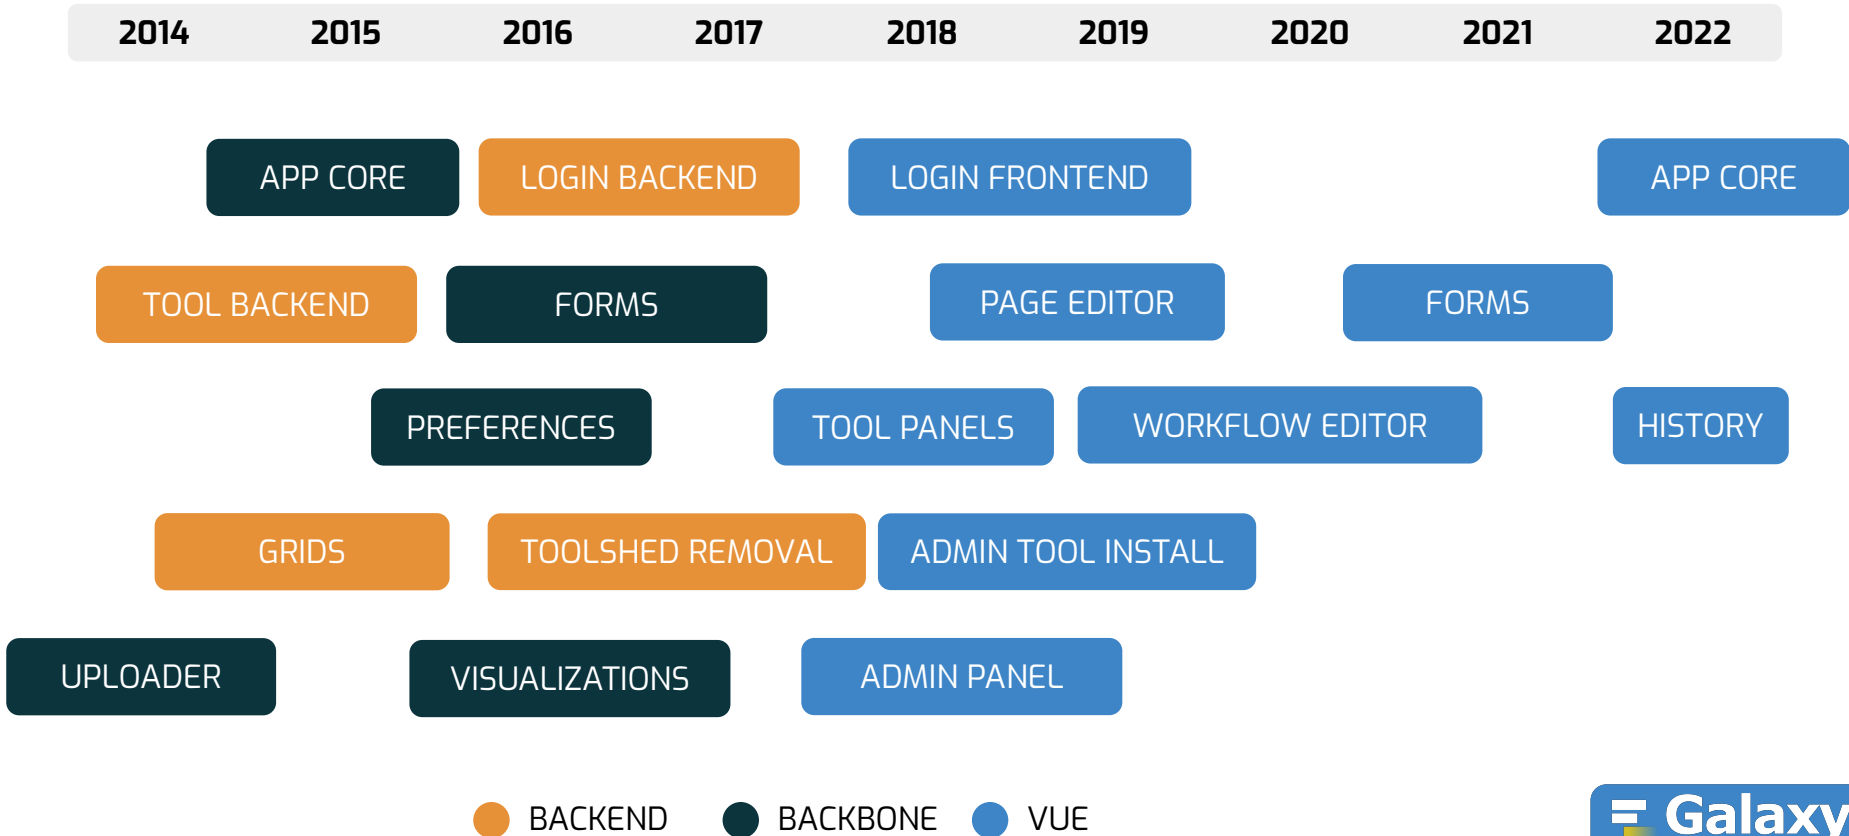 2014 2015 2016 2017 2018 2019 2020 2021 2022
APP CORE LOGIN BACKEND LOGIN FRONTEND APP CORE
TOOL BACKEND FORMS PAGE EDITOR FORMS
PREFERENCES TOOL PANELS WORKFLOW EDITOR HISTORY
GRIDS TOOLSHED REMOVAL ADMIN TOOL INSTALL
UPLOADER VISUALIZATIONS ADMIN PANEL
BACKEND BACKBONE VUE
Galaxy